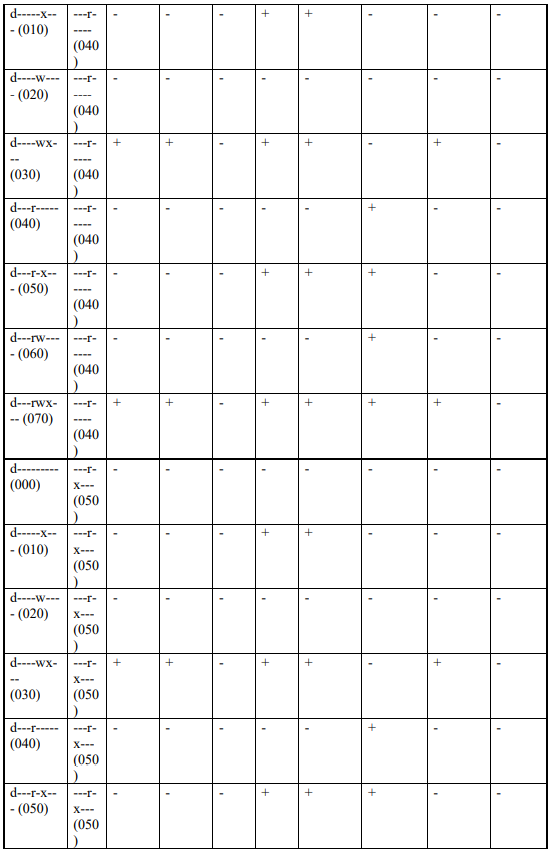 d-----x-- ---r- - - - + + - - -
- (010) ----
(040
)
d----w--- ---r- - - - - - - - -
- (020) ----
(040
)
d----wx- ---r- + + - + + - + -
-- ----
(030) (040
)
d---r----- ---r- - - - - - + - -
(040) ----
(040
)
d---r-x-- ---r- - - - + + + - -
- (050) ----
(040
)
d---rw--- ---r- - - - - - + - -
- (060) ----
(040
)
d---rwx- ---r- + + - + + + + -
-- (070) ----
(040
)
d--------- ---r- - - - - - - - -
(000) x---
(050
)
d-----x-- ---r- - - - + + - - -
- (010) x---
(050
)
d----w--- ---r- - - - - - - - -
- (020) x---
(050
)
d----wx- ---r- + + - + + - + -
-- x---
(030) (050
)
d---r----- ---r- - - - - - + - -
(040) x---
(050
)
d---r-x-- ---r- - - - + + + - -
- (050) x---
(050
)